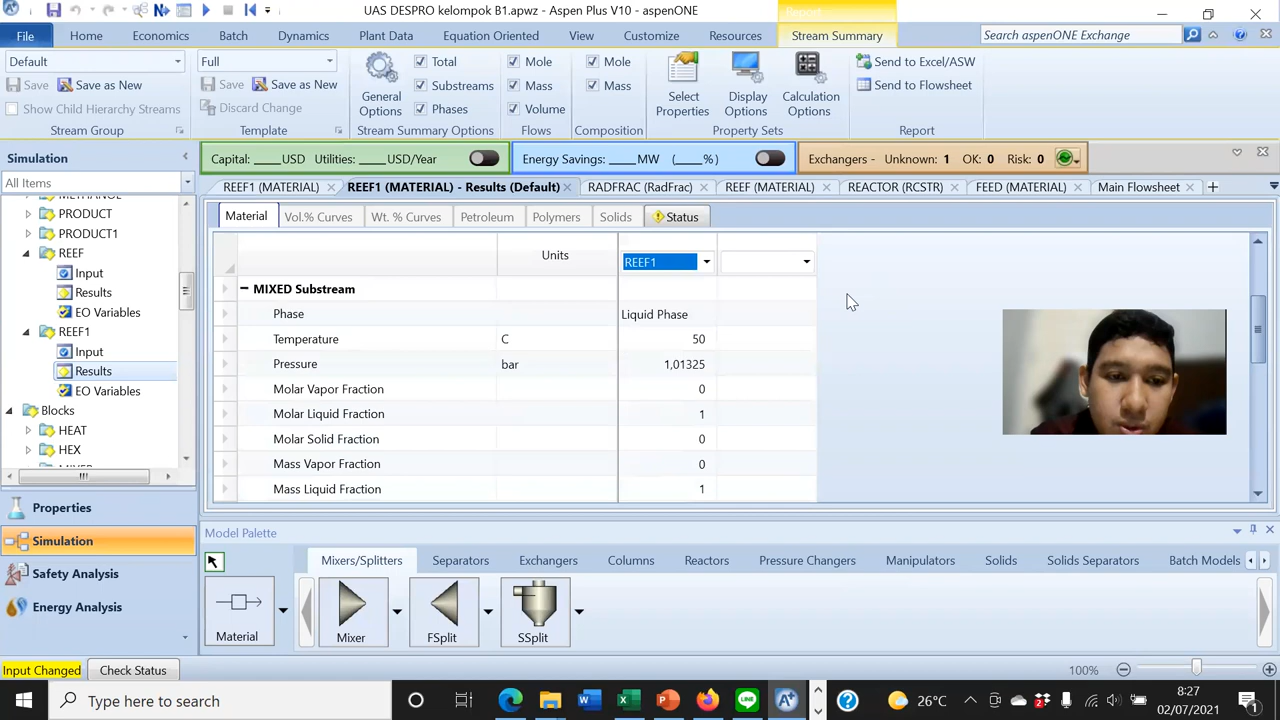 UAS DESPRO kelompok B1.apwz - Aspen Plus V10 - aspenONE
File Home Economics Batch Dynamics Plant Data Equation Oriented View Customize Resources Stream Summary Search aspenONE Exchange
Default Full Total Mole Mole Send to Excel/ASW
Save Save as New Save Save as New Substreams Mass Mass Send to Flowsheet
Show Child Hierarchy Streams Discard Change General Options Phases Volume Select Properties Display Options Calculation Options
Stream Group Template Stream Summary Options Flows Composition Property Sets Report
Simulation Capital: ____USD Utilities: ____USD/Year Energy Savings: ____MW (____%) Exchangers - Unknown: 1 OK: 0 Risk: 0
All Items REEF1 (MATERIAL) REEF1 (MATERIAL) - Results (Default) RADFRAC (RadFrac) REEF (MATERIAL) REACTOR (RCSTR) FEED (MATERIAL) Main Flowsheet
METHANOL
PRODUCT
PRODUCT1
REEF
Input
Results
EO Variables
REEF1
Input
Results
EO Variables
Blocks
HEAT
HEX
Material Vol.% Curves Wt. % Curves Petroleum Polymers Solids Status
Units REEF1
MIXED Substream
Phase Liquid Phase
Temperature C 50
Pressure bar 1,01325
Molar Vapor Fraction 0
Molar Liquid Fraction 1
Molar Solid Fraction 0
Mass Vapor Fraction 0
Mass Liquid Fraction 1
Properties
Simulation
Safety Analysis
Energy Analysis
Model Palette
Mixers/Splitters Separators Exchangers Columns Reactors Pressure Changers Manipulators Solids Solids Separators Batch Models
Material Mixer FSplit SSplit
Input Changed Check Status 100%
Type here to search 26°C 8:27
02/07/2021